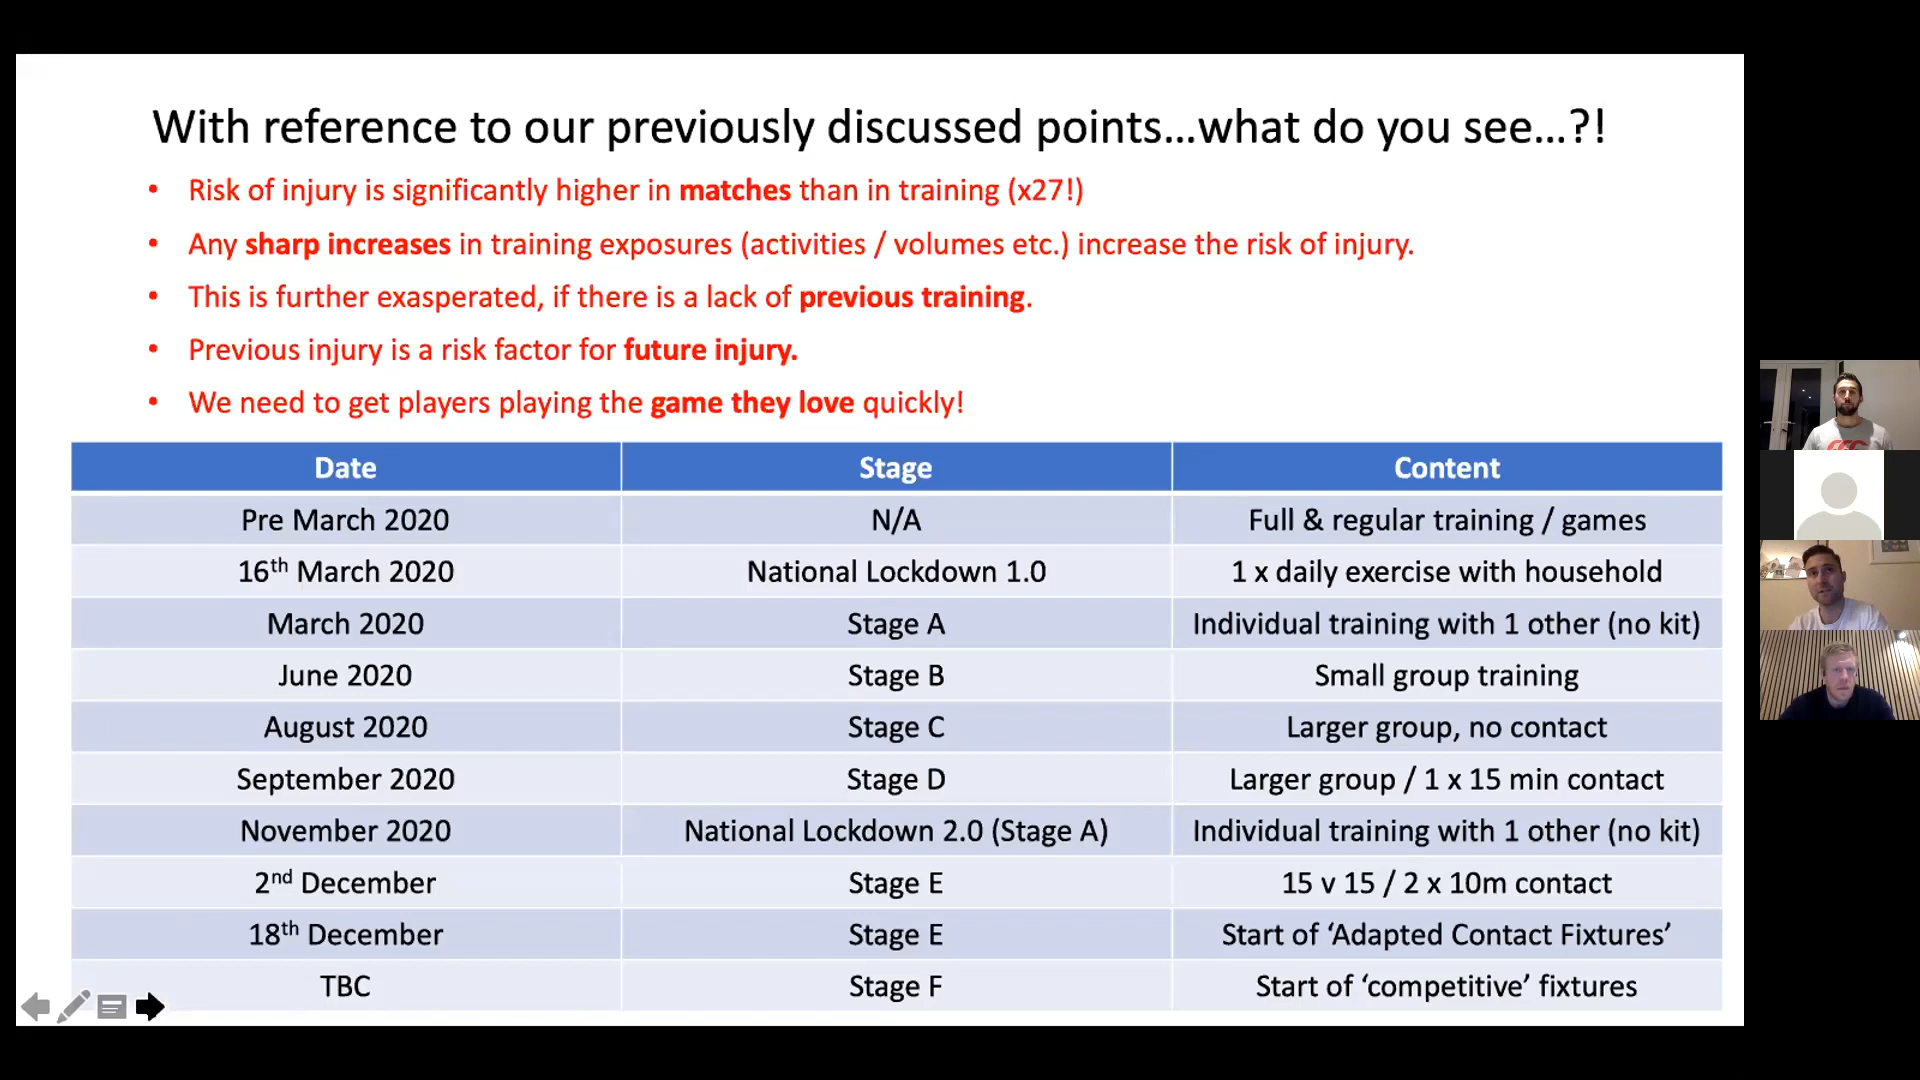 With reference to our previously discussed points...what do you see...?!
• Risk of injury is significantly higher in matches than in training (x27!)
• Any sharp increases in training exposures (activities / volumes etc.) increase the risk of injury.
• This is further exasperated, if there is a lack of previous training.
• Previous injury is a risk factor for future injury.
• We need to get players playing the game they love quickly!
Date Stage Content
Pre March 2020 N/A Full & regular training / games
16th March 2020 National Lockdown 1.0 1 x daily exercise with household
March 2020 Stage A Individual training with 1 other (no kit)
June 2020 Stage B Small group training
August 2020 Stage C Larger group, no contact
September 2020 Stage D Larger group / 1 x 15 min contact
November 2020 National Lockdown 2.0 (Stage A) Individual training with 1 other (no kit)
2nd December Stage E 15 v 15 / 2 x 10m contact
18th December Stage E Start of ‘Adapted Contact Fixtures’
TBC Stage F Start of ‘competitive’ fixtures